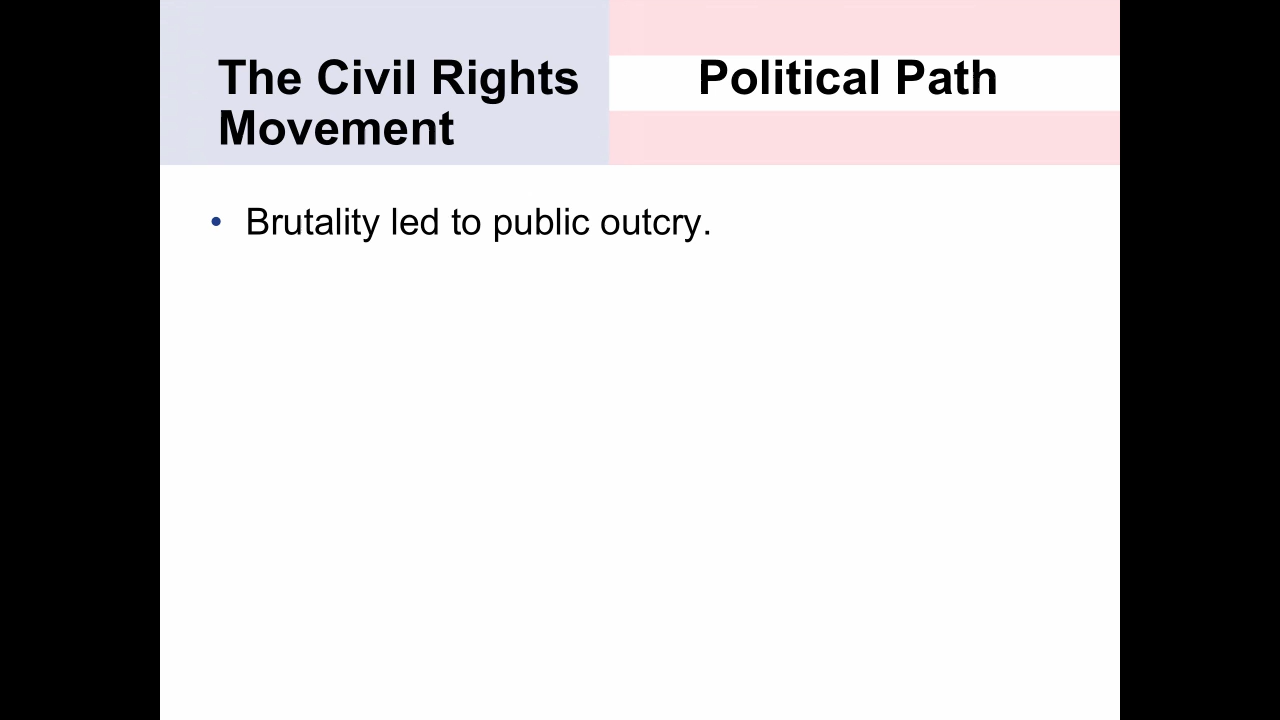 The Civil Rights
Movement
Political Path
• Brutality led to public outcry.